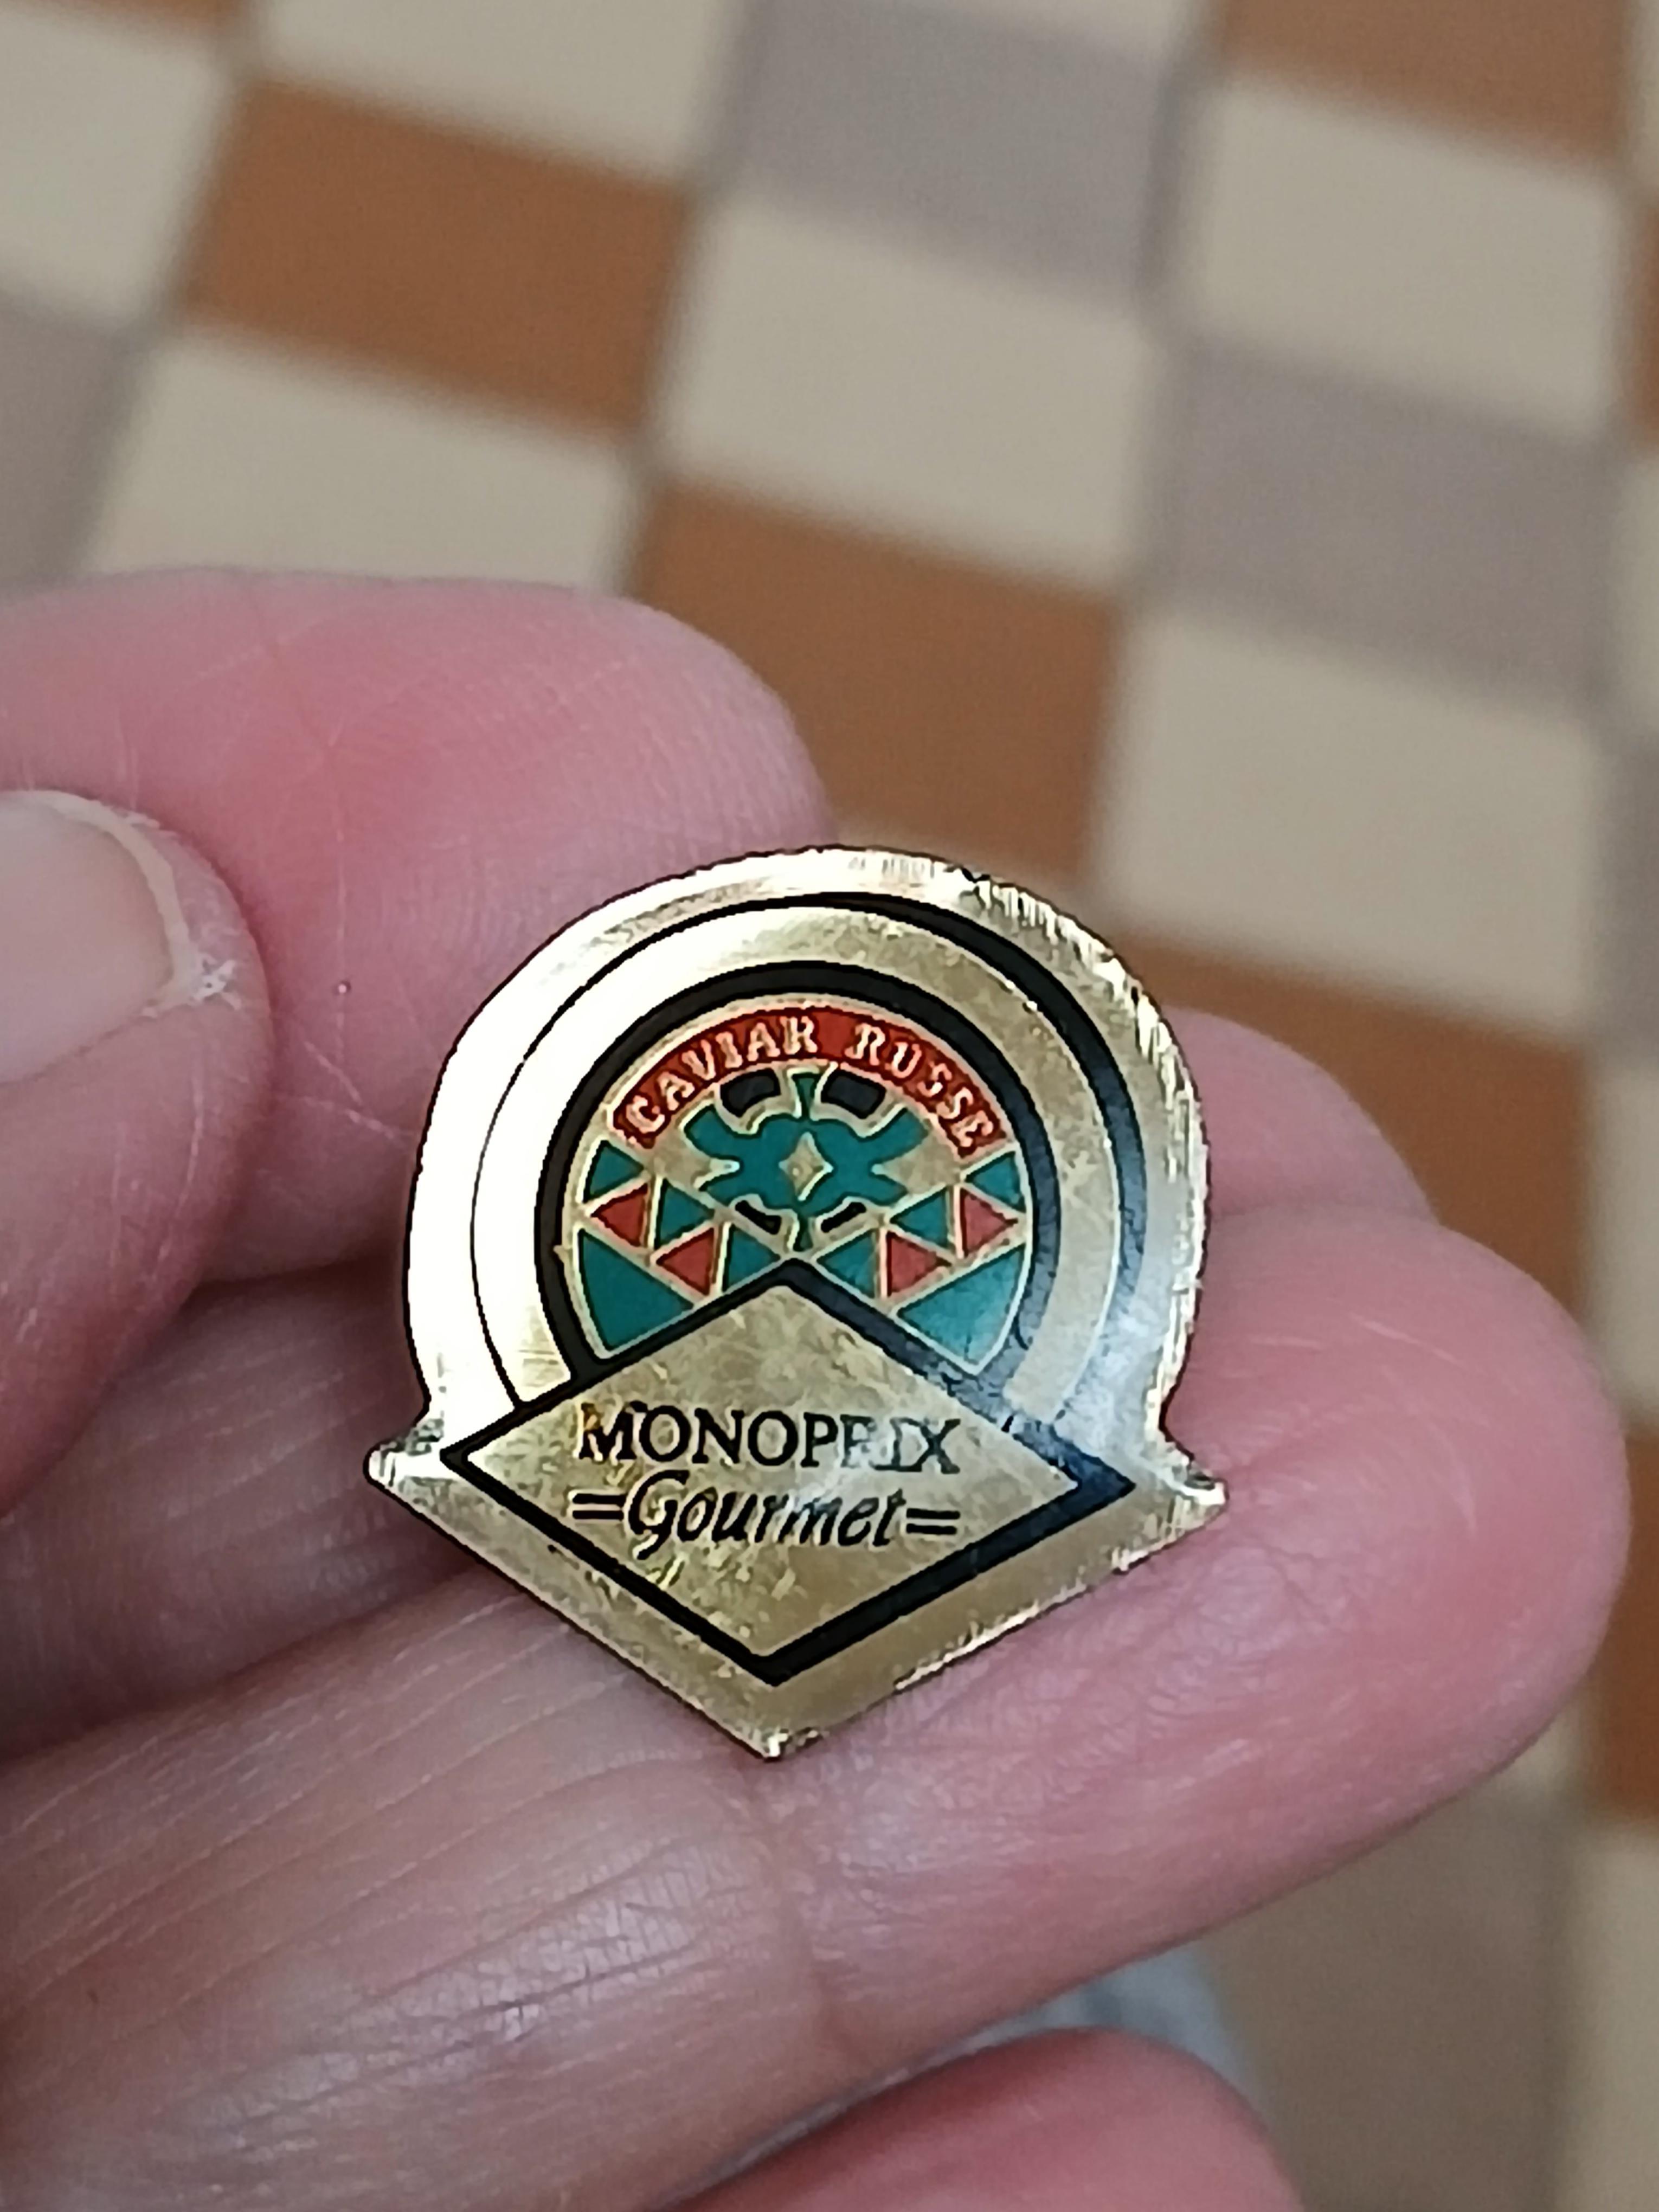 CAVIAR RUSSE
MONOPRIX
=Gourmet=